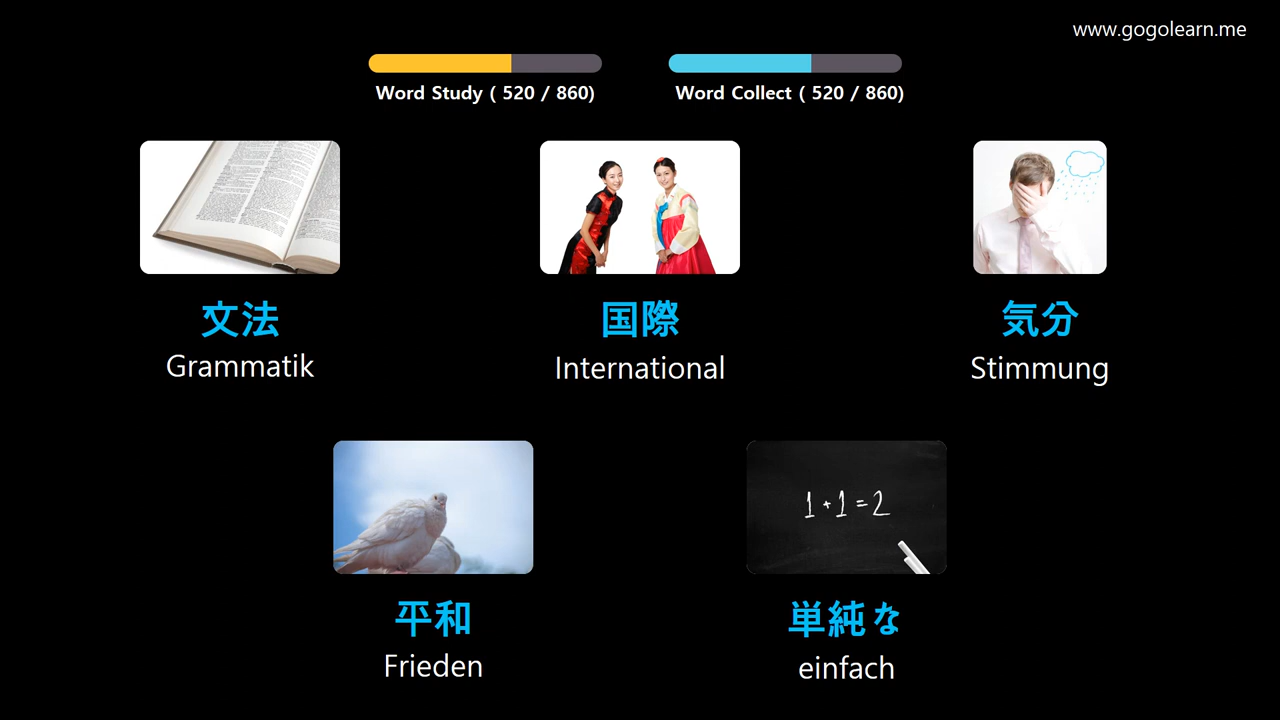 www.gogolearn.me
Word Study ( 520 / 860)
Word Collect ( 520 / 860)
文法
Grammatik
国際
International
気分
Stimmung
1+1=2
平和
Frieden
単純な
einfach